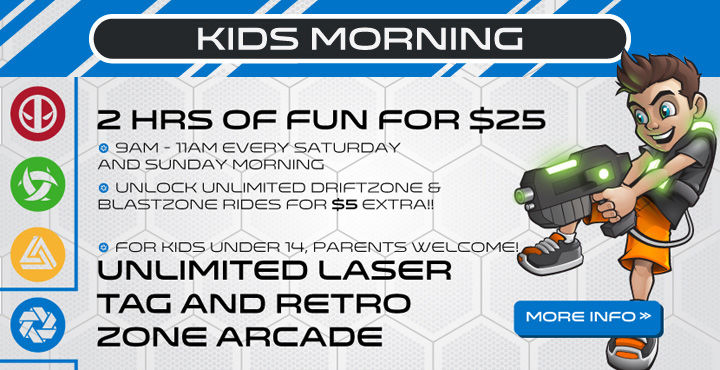 KIDS MORNING
2 HRS OF FUN FOR $25
9AM - 11AM EVERY SATURDAY
AND SUNDAY MORNING
UNLOCK UNLIMITED DRIFTZONE &
BLASTZONE RIDES FOR $5 EXTRA!!
FOR KIDS UNDER 14, PARENTS WELCOME!
UNLIMITED LASER
TAG AND RETRO
ZONE ARCADE
MORE INFO »